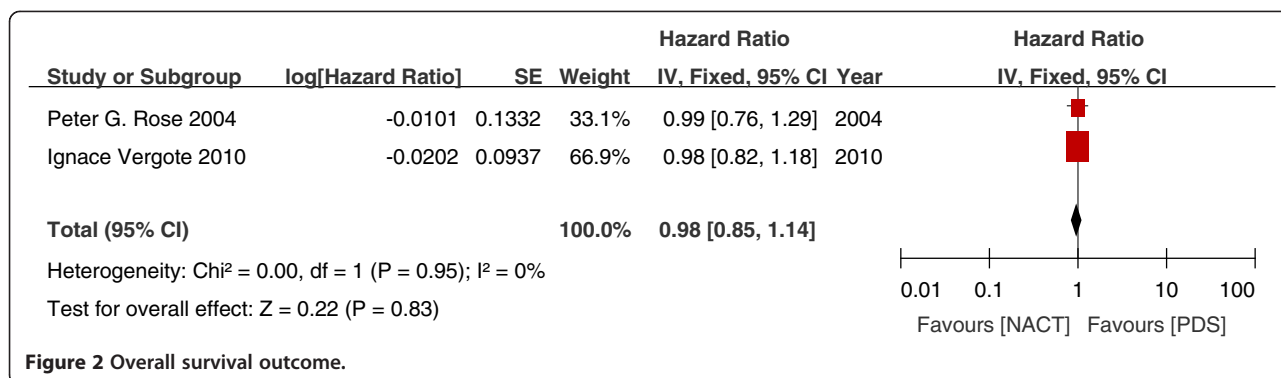 Hazard Ratio Hazard Ratio
Study or Subgroup log[Hazard Ratio] SE Weight IV, Fixed, 95% CI Year IV, Fixed, 95% CI
Peter G. Rose 2004 -0.0101 0.1332 33.1% 0.99 [0.76, 1.29] 2004
Ignace Vergote 2010 -0.0202 0.0937 66.9% 0.98 [0.82, 1.18] 2010
Total (95% CI) 100.0% 0.98 [0.85, 1.14]
Heterogeneity: Chi² = 0.00, df = 1 (P = 0.95); I² = 0%
Test for overall effect: Z = 0.22 (P = 0.83)
0.01 0.1 1 10 100
Favours [NACT] Favours [PDS]
Figure 2 Overall survival outcome.